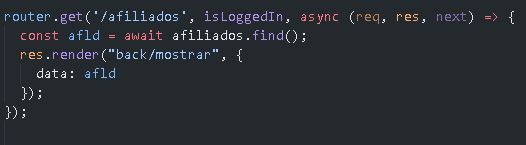 router.get('/afiliados', isLoggedIn, async (req, res, next) => {
  const afld = await afiliados.find();
  res.render("back/mostrar", {
    data: afld
  });
});